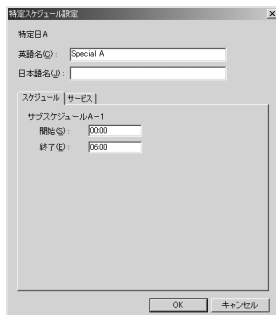 特定スケジュール設定
特定日A
英語名(C): Special A
日本語名(J):
スケジュール サービス
サブスケジュールA-1
開始(S): 00:00
終了(E): 06:00
OK キャンセル